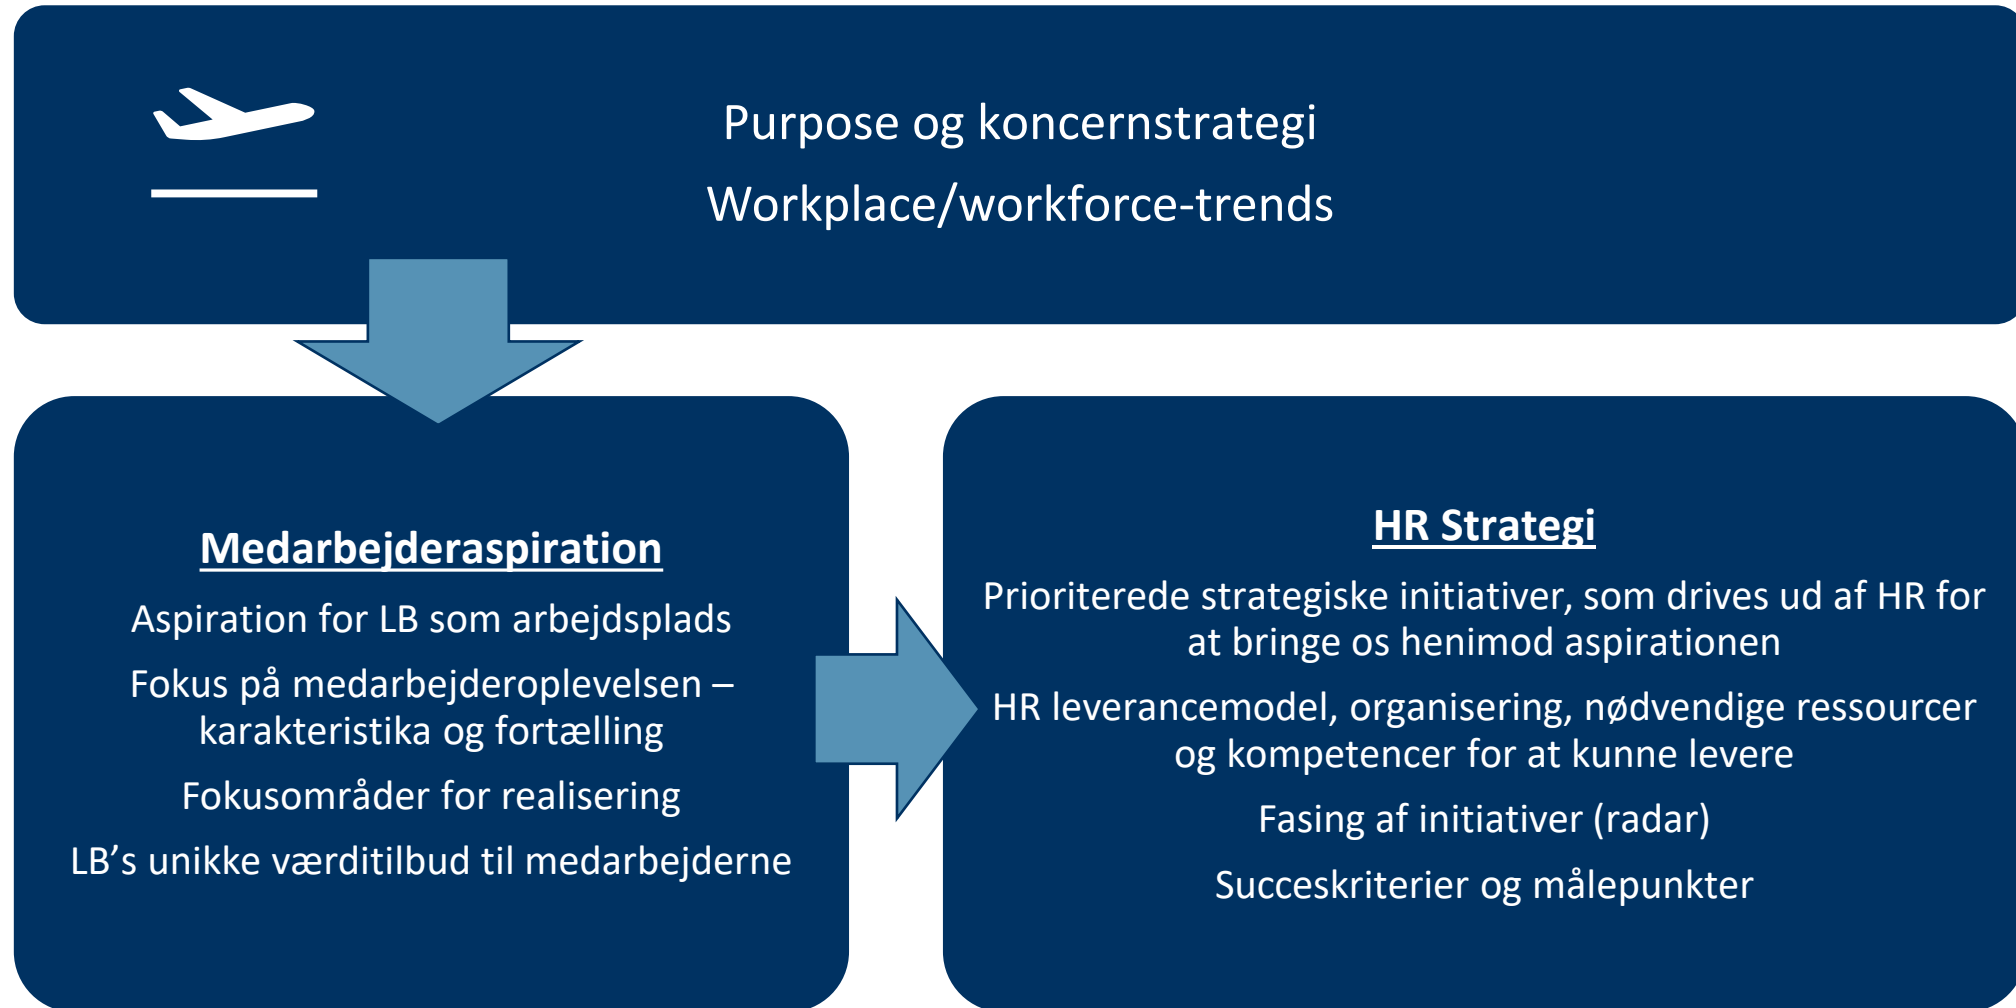 Purpose og koncernstrategi
Workplace/workforce-trends
Medarbejderaspiration
Aspiration for LB som arbejdsplads
Fokus på medarbejderoplevelsen –
karakteristika og fortælling
Fokusområder for realisering
LB’s unikke værditilbud til medarbejderne
HR Strategi
Prioriterede strategiske initiativer, som drives ud af HR for
at bringe os henimod aspirationen
HR leverancemodel, organisering, nødvendige ressourcer
og kompetencer for at kunne levere
Fasing af initiativer (radar)
Succeskriterier og målepunkter